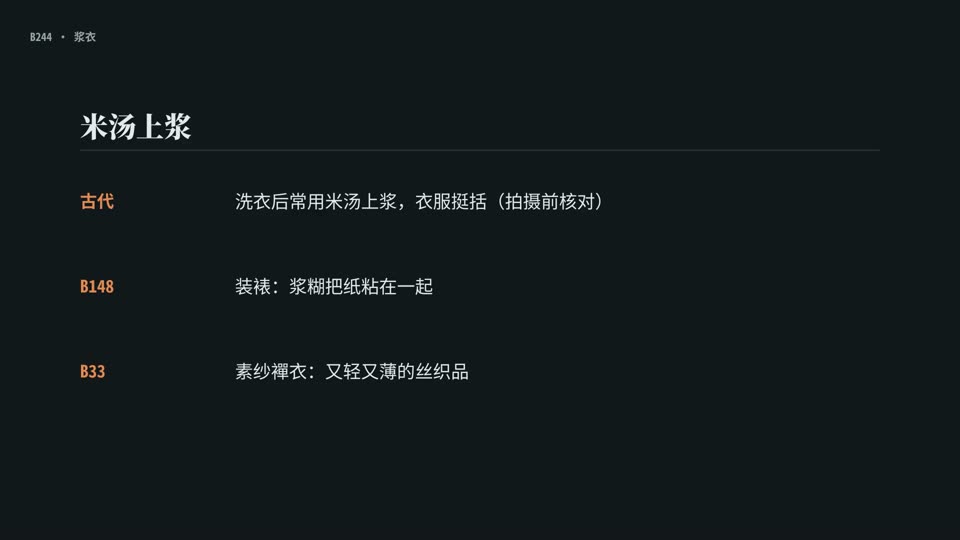 B244 · 浆衣
米汤上浆
古代 洗衣后常用米汤上浆，衣服挺括（拍摄前核对）
B148 装裱：浆糊把纸粘在一起
B33 素纱襌衣：又轻又薄的丝织品